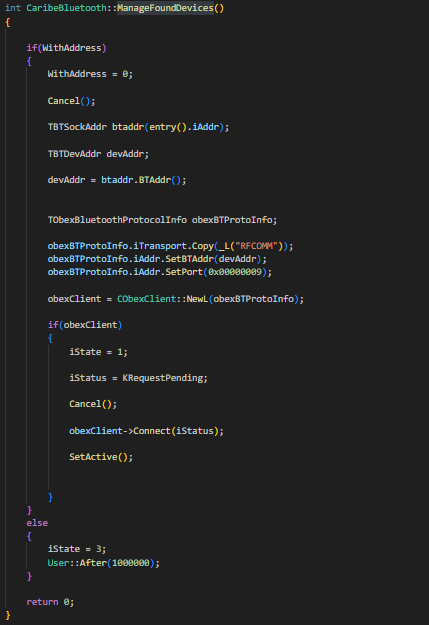 int CaribeBluetooth::ManageFoundDevices()
{
if(WithAddress)
{
WithAddress = 0;
Cancel();
TBTSockAddr btaddr(entry().iAddr);
TBTDevAddr devAddr;
devAddr = btaddr.BTAddr();
TObexBluetoothProtocolInfo obexBTProtoInfo;
obexBTProtoInfo.iTransport.Copy(_L("RFCOMM"));
obexBTProtoInfo.iAddr.SetBTAddr(devAddr);
obexBTProtoInfo.iAddr.SetPort(0x00000009);
obexClient = CObexClient::NewL(obexBTProtoInfo);
if(obexClient)
{
iState = 1;
iStatus = KRequestPending;
Cancel();
obexClient->Connect(iStatus);
SetActive();
}
}
else
{
iState = 3;
User::After(1000000);
}
return 0;
}